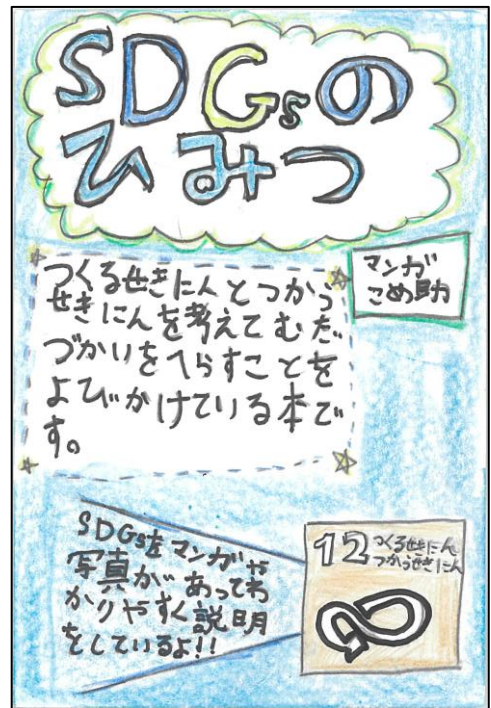 SDGsの
ひみつ
マンガ
こめ助
つくるせきにんとつかう
せきにんを考えてむだ
づかいをへらすことを
よびかけている本で
す。
SDGsをマンガや
写真があってわ
かりやすく説明
をしているよ!!
12 つくるせきにん
つかうせきにん